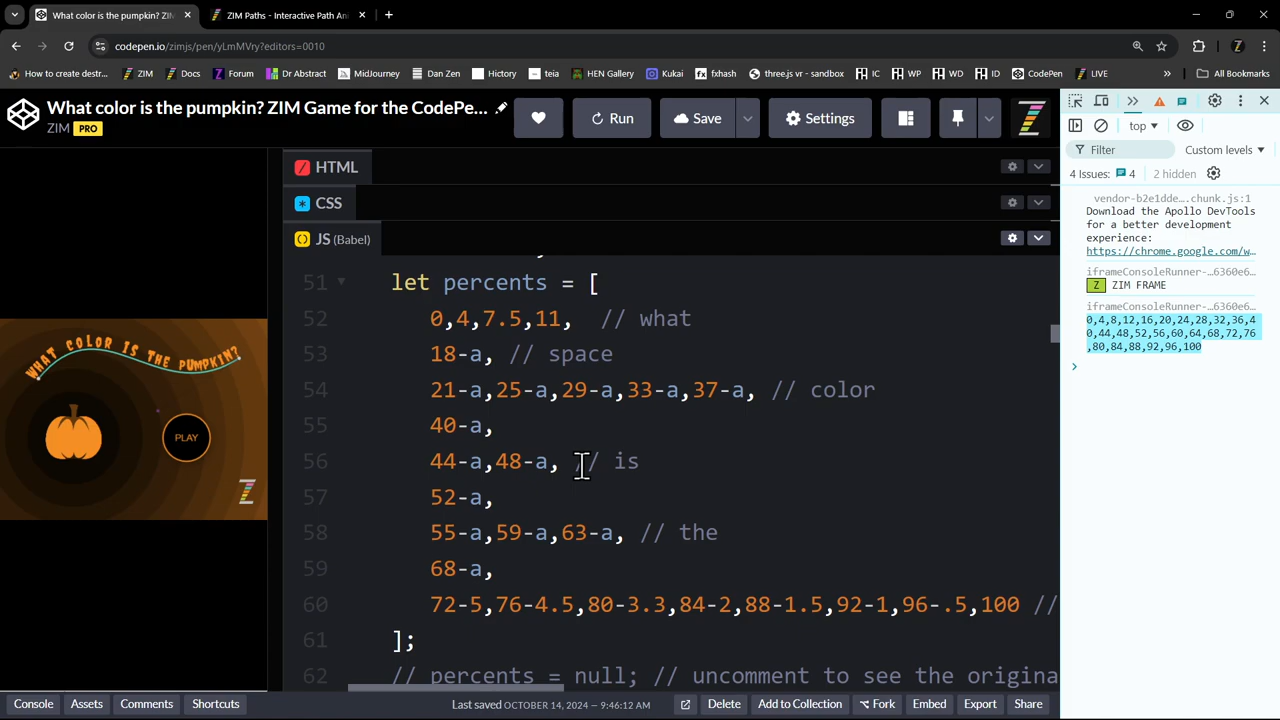 What color is the pumpkin? ZI
ZIM Paths - Interactive Path Ani
codepen.io/zimjs/pen/yLmMVry?editors=0010
How to create destr...
ZIM
Docs
Forum
Dr Abstract
MidJourney
Dan Zen
History
teia
HEN Gallery
Kukai
fxhash
three.js vr - sandbox
IC
WP
WD
ID
CodePen
LIVE
»
All Bookmarks
What color is the pumpkin? ZIM Game for the CodePe...
ZIM PRO
Run
Save
Settings
HTML
CSS
JS (Babel)
51 let percents = [
52 0,4,7.5,11, // what
53 18-a, // space
54 21-a,25-a,29-a,33-a,37-a, // color
55 40-a,
56 44-a,48-a, // is
57 52-a,
58 55-a,59-a,63-a, // the
59 68-a,
60 72-5,76-4.5,80-3.3,84-2,88-1.5,92-1,96-.5,100 //
61 ];
62 // percents = null; // uncomment to see the origina
WHAT COLOR IS THE PUMPKIN?
PLAY
Z
top
Filter
Custom levels
4 Issues: 4
2 hidden
vendor-b2e1dde….chunk.js:1
Download the Apollo DevTools
for a better development
experience:
https://chrome.google.com/w…
iframeConsoleRunner-…6360e6…
Z ZIM FRAME
iframeConsoleRunner-…6360e6…
0,4,8,12,16,20,24,28,32,36,4
0,44,48,52,56,60,64,68,72,76
,80,84,88,92,96,100
Console
Assets
Comments
Shortcuts
Last saved OCTOBER 14, 2024 — 9:46:12 AM
Delete
Add to Collection
Fork
Embed
Export
Share